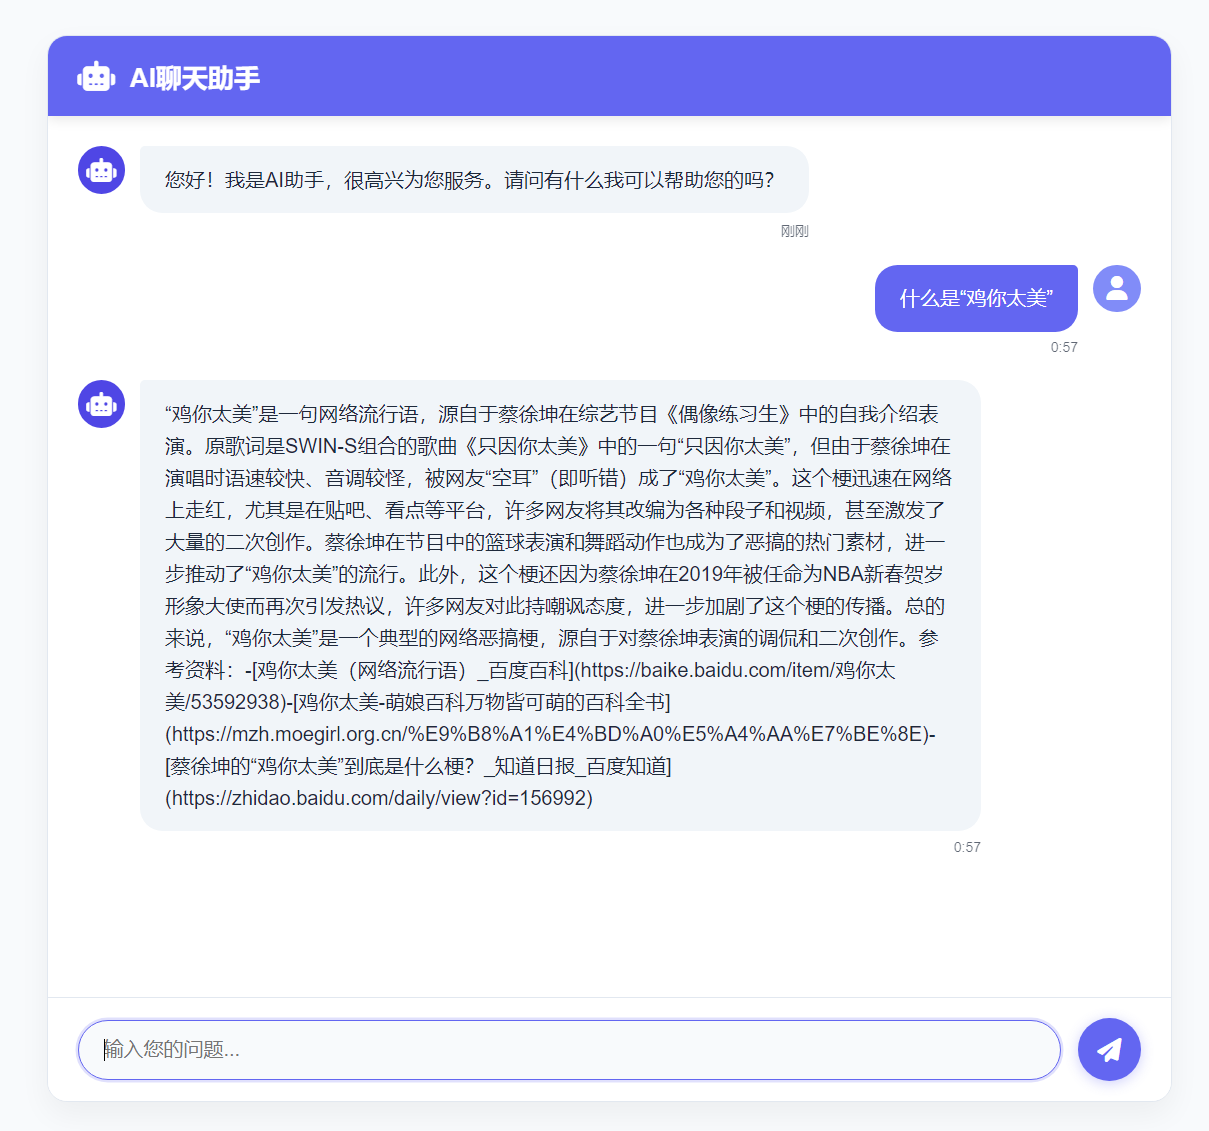 AI聊天助手
您好！我是AI助手，很高兴为您服务。请问有什么我可以帮助您的吗？
刚刚
什么是“鸡你太美”
0:57
“鸡你太美”是一句网络流行语，源自于蔡徐坤在综艺节目《偶像练习生》中的自我介绍表
演。原歌词是SWIN-S组合的歌曲《只因你太美》中的一句“只因你太美”，但由于蔡徐坤在
演唱时语速较快、音调较怪，被网友“空耳”（即听错）成了“鸡你太美”。这个梗迅速在网络
上走红，尤其是在贴吧、看点等平台，许多网友将其改编为各种段子和视频，甚至激发了
大量的二次创作。蔡徐坤在节目中的篮球表演和舞蹈动作也成为了恶搞的热门素材，进一
步推动了“鸡你太美”的流行。此外，这个梗还因为蔡徐坤在2019年被任命为NBA新春贺岁
形象大使而再次引发热议，许多网友对此持嘲讽态度，进一步加剧了这个梗的传播。总的
来说，“鸡你太美”是一个典型的网络恶搞梗，源自于对蔡徐坤表演的调侃和二次创作。参
考资料：-[鸡你太美（网络流行语）_百度百科](https://baike.baidu.com/item/鸡你太
美/53592938)-[鸡你太美-萌娘百科万物皆可萌的百科全书]
(https://mzh.moegirl.org.cn/%E9%B8%A1%E4%BD%A0%E5%A4%AA%E7%BE%8E)-
[蔡徐坤的“鸡你太美”到底是什么梗？_知道日报_百度知道]
(https://zhidao.baidu.com/daily/view?id=156992)
0:57
输入您的问题...